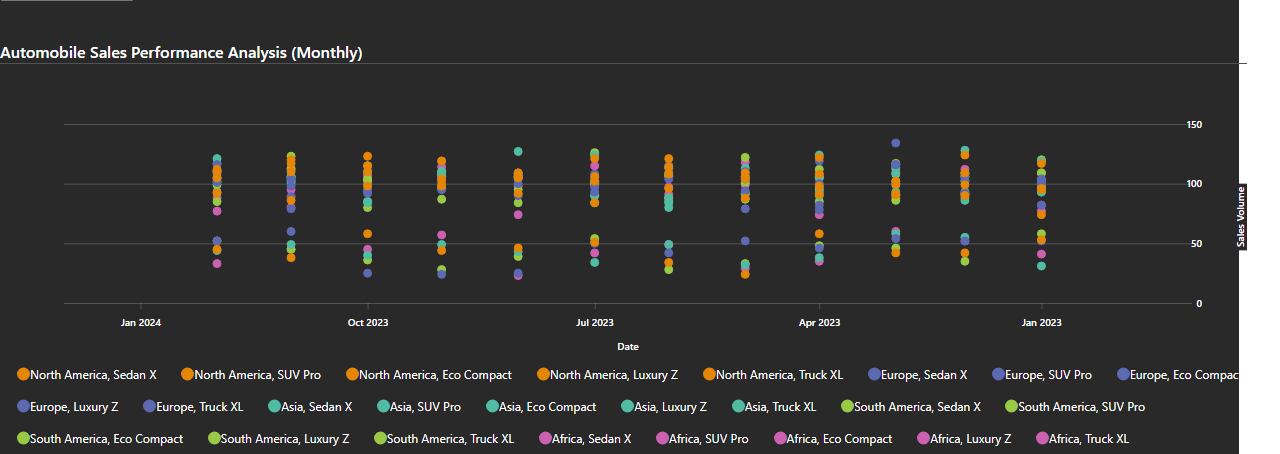 Automobile Sales Performance Analysis (Monthly)
150
100
50
0
Sales Volume
Jan 2024 Oct 2023 Jul 2023 Apr 2023 Jan 2023
Date
North America, Sedan X North America, SUV Pro North America, Eco Compact North America, Luxury Z North America, Truck XL Europe, Sedan X Europe, SUV Pro Europe, Eco Compac
Europe, Luxury Z Europe, Truck XL Asia, Sedan X Asia, SUV Pro Asia, Eco Compact Asia, Luxury Z Asia, Truck XL South America, Sedan X South America, SUV Pro
South America, Eco Compact South America, Luxury Z South America, Truck XL Africa, Sedan X Africa, SUV Pro Africa, Eco Compact Africa, Luxury Z Africa, Truck XL